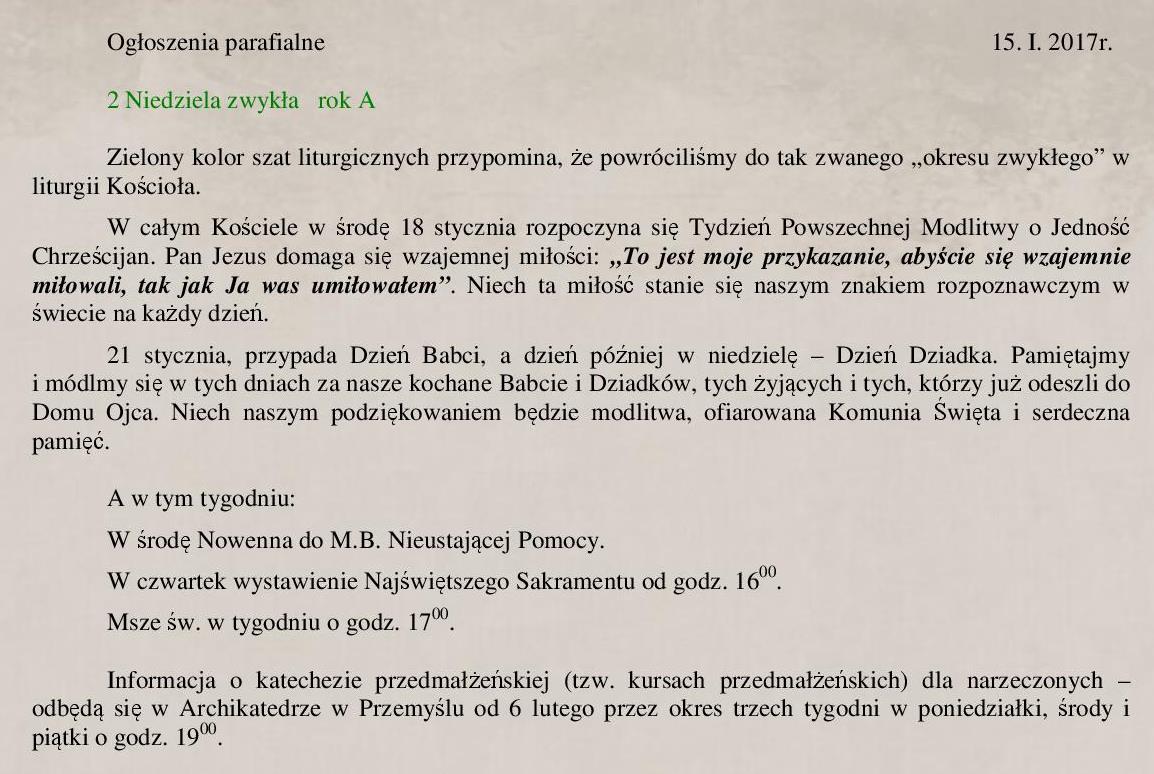 Ogłoszenia parafialne 15. I. 2017r.
2 Niedziela zwykła rok A
Zielony kolor szat liturgicznych przypomina, że powróciliśmy do tak zwanego „okresu zwykłego” w
liturgii Kościoła.
W całym Kościele w środę 18 stycznia rozpoczyna się Tydzień Powszechnej Modlitwy o Jedność
Chrześcijan. Pan Jezus domaga się wzajemnej miłości: „To jest moje przykazanie, abyście się wzajemnie
miłowali, tak jak Ja was umiłowałem”. Niech ta miłość stanie się naszym znakiem rozpoznawczym w
świecie na każdy dzień.
21 stycznia, przypada Dzień Babci, a dzień później w niedzielę – Dzień Dziadka. Pamiętajmy
i módlmy się w tych dniach za nasze kochane Babcie i Dziadków, tych żyjących i tych, którzy już odeszli do
Domu Ojca. Niech naszym podziękowaniem będzie modlitwa, ofiarowana Komunia Święta i serdeczna
pamięć.
A w tym tygodniu:
W środę Nowenna do M.B. Nieustającej Pomocy.
W czwartek wystawienie Najświętszego Sakramentu od godz. 16⁰⁰.
Msze św. w tygodniu o godz. 17⁰⁰.
Informacja o katechezie przedmałżeńskiej (tzw. kursach przedmałżeńskich) dla narzeczonych –
odbędą się w Archikatedrze w Przemyślu od 6 lutego przez okres trzech tygodni w poniedziałki, środy i
piątki o godz. 19⁰⁰.